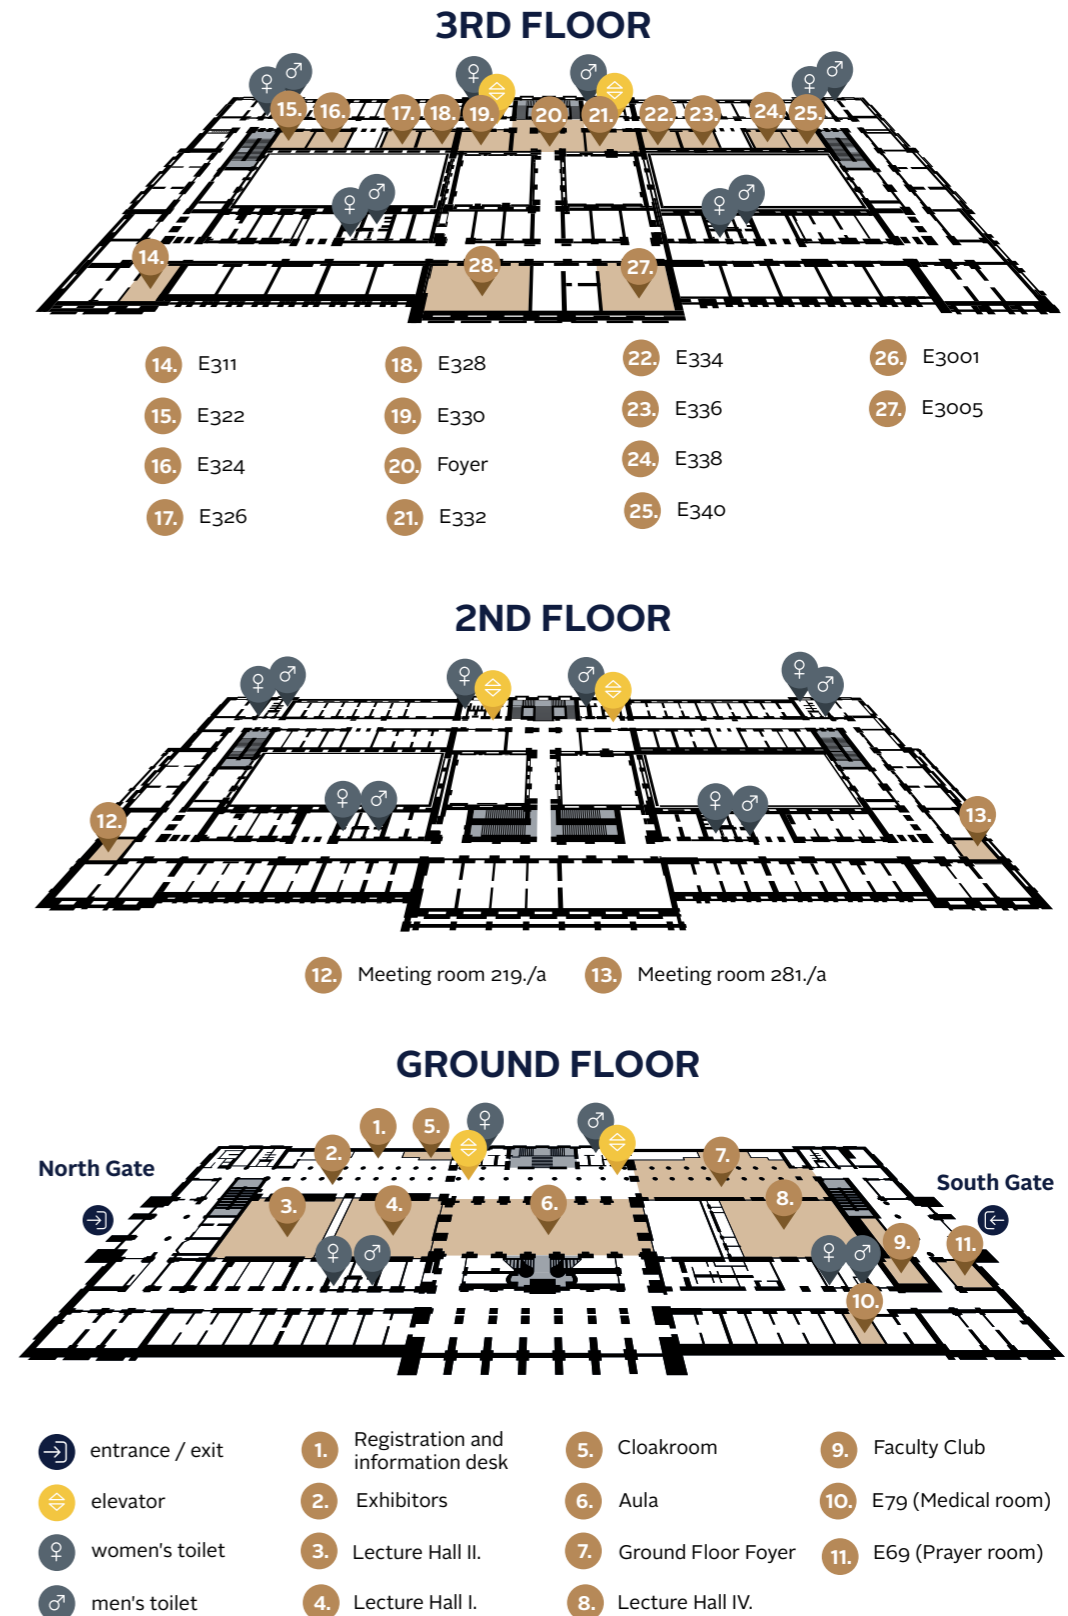 3RD FLOOR
15.
16.
17.
18.
19.
20.
21.
22.
23.
24.
25.
14.
28.
27.
14. E311
18. E328
22. E334
26. E3001
15. E322
19. E330
23. E336
27. E3005
16. E324
20. Foyer
24. E338
17. E326
21. E332
25. E340
2ND FLOOR
12.
13.
12. Meeting room 219./a
13. Meeting room 281./a
GROUND FLOOR
1.
5.
2.
7.
North Gate
South Gate
3.
4.
6.
8.
9.
11.
10.
entrance / exit
1. Registration and
information desk
5. Cloakroom
9. Faculty Club
elevator
2. Exhibitors
6. Aula
10. E79 (Medical room)
women's toilet
3. Lecture Hall II.
7. Ground Floor Foyer
11. E69 (Prayer room)
men's toilet
4. Lecture Hall I.
8. Lecture Hall IV.